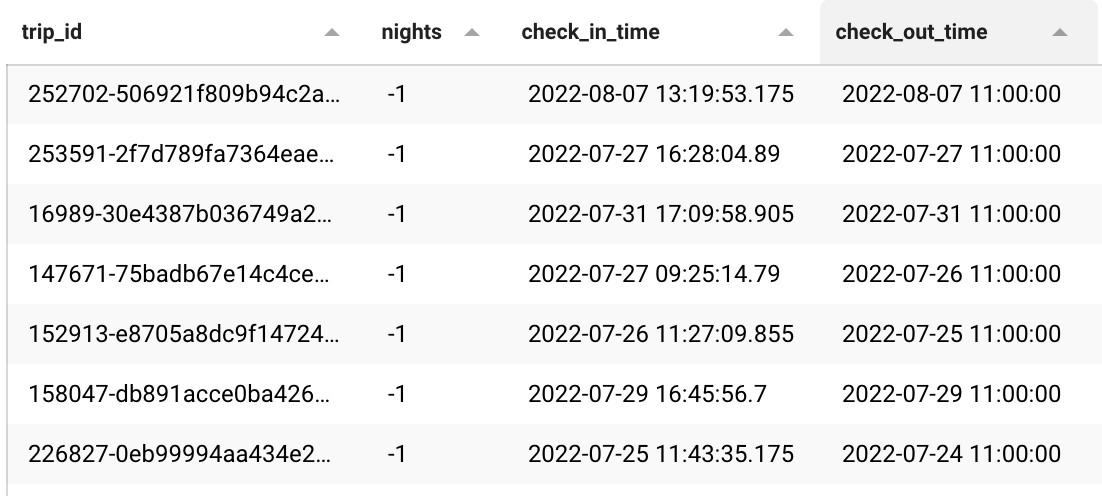 trip_id nights check_in_time check_out_time
252702-506921f809b94c2a... -1 2022-08-07 13:19:53.175 2022-08-07 11:00:00
253591-2f7d789fa7364eae... -1 2022-07-27 16:28:04.89 2022-07-27 11:00:00
16989-30e4387b036749a2... -1 2022-07-31 17:09:58.905 2022-07-31 11:00:00
147671-75badb67e14c4ce... -1 2022-07-27 09:25:14.79 2022-07-26 11:00:00
152913-e8705a8dc9f14724... -1 2022-07-26 11:27:09.855 2022-07-25 11:00:00
158047-db891acce0ba426... -1 2022-07-29 16:45:56.7 2022-07-29 11:00:00
226827-0eb99994aa434e2... -1 2022-07-25 11:43:35.175 2022-07-24 11:00:00